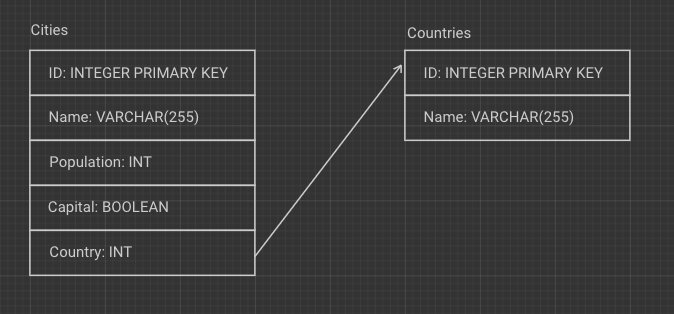 Cities
ID: INTEGER PRIMARY KEY
Name: VARCHAR(255)
Population: INT
Capital: BOOLEAN
Country: INT
Countries
ID: INTEGER PRIMARY KEY
Name: VARCHAR(255)